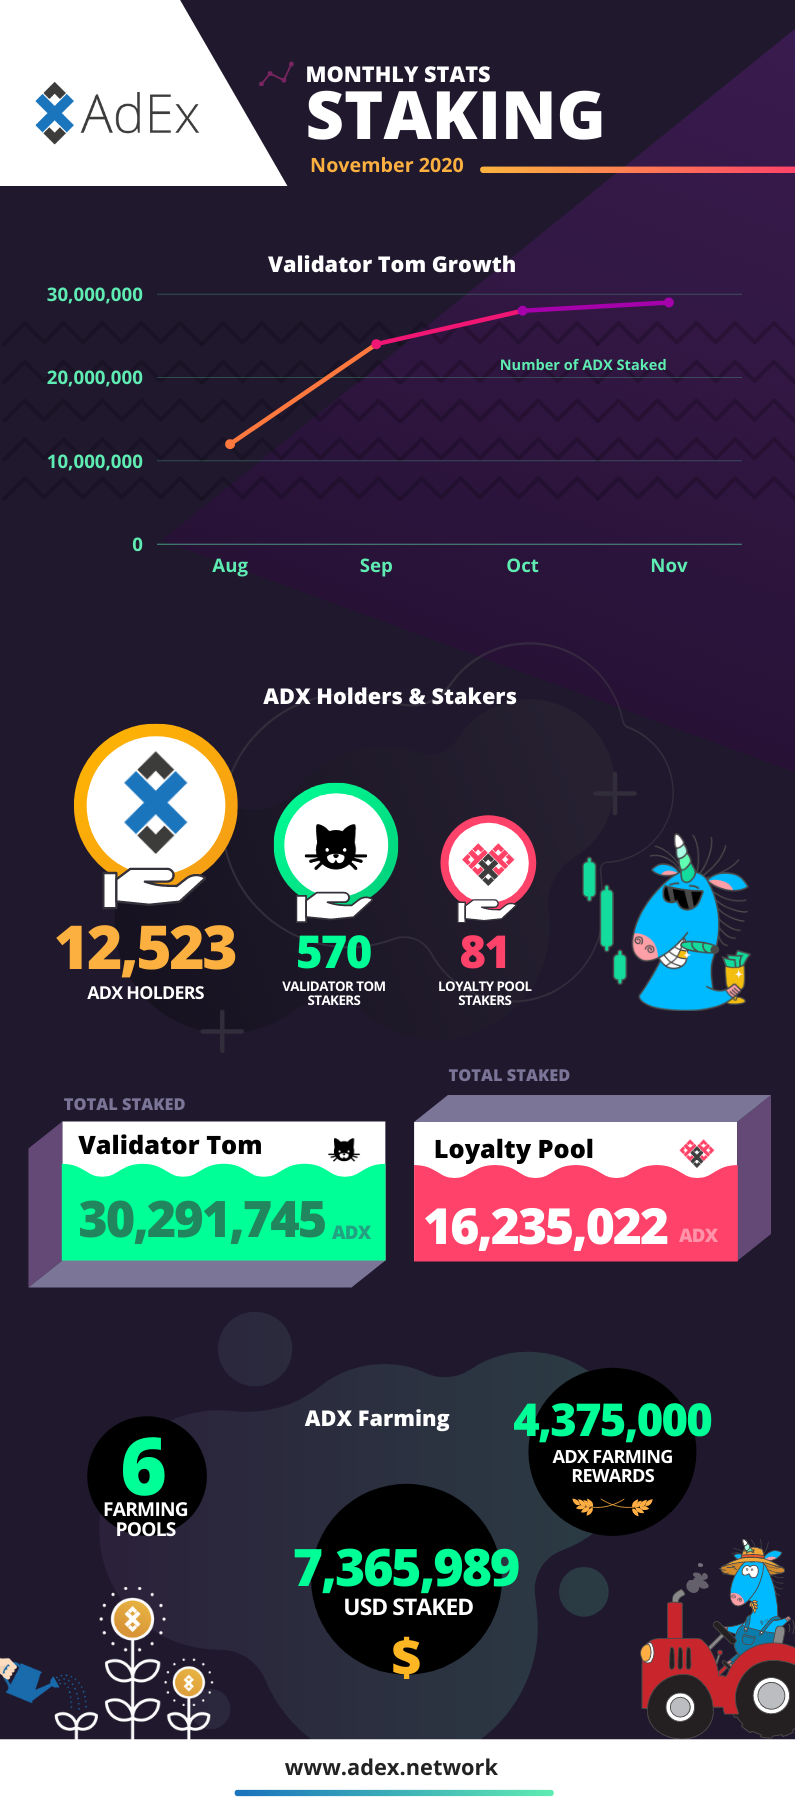 AdEx
MONTHLY STATS
STAKING
November 2020
Validator Tom Growth
30,000,000
20,000,000
10,000,000
0
Number of ADX Staked
Aug Sep Oct Nov
ADX Holders & Stakers
12,523
ADX HOLDERS
570
VALIDATOR TOM
STAKERS
81
LOYALTY POOL
STAKERS
TOTAL STAKED
Validator Tom
30,291,745 ADX
TOTAL STAKED
Loyalty Pool
16,235,022 ADX
ADX Farming
6
FARMING
POOLS
4,375,000
ADX FARMING
REWARDS
7,365,989
USD STAKED
$
www.adex.network